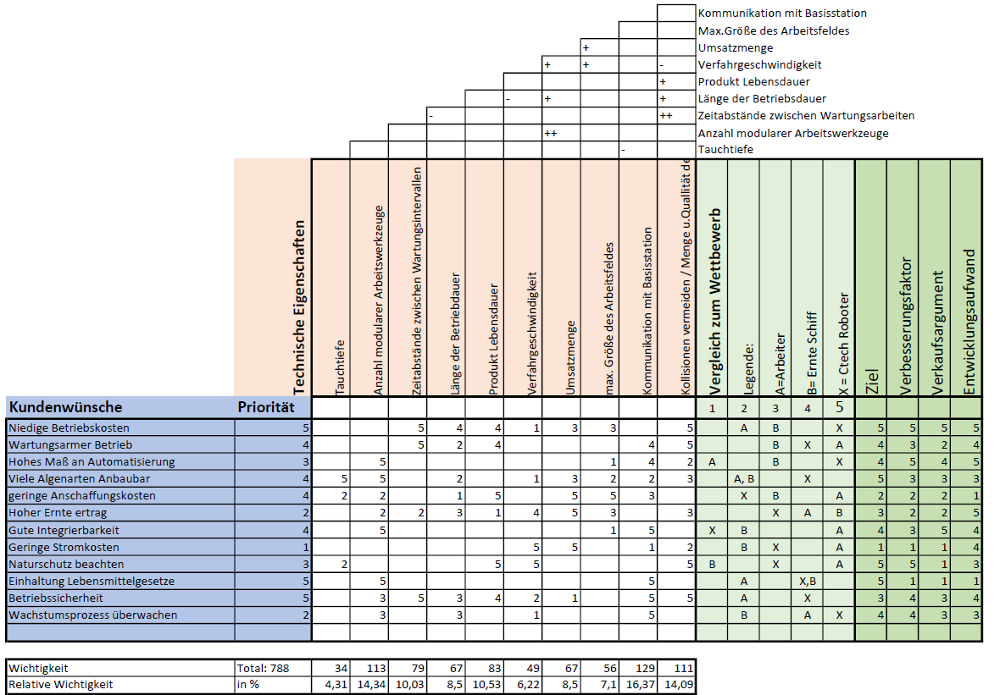 Kommunikation mit Basisstation
Max.Größe des Arbeitsfeldes
+ Umsatzmenge
+ + - Verfahrgeschwindigkeit
+ Produkt Lebensdauer
- + + Länge der Betriebsdauer
- ++ Zeitabstände zwischen Wartungsarbeiten
++ Anzahl modularer Arbeitswerkzeuge
- Tauchtiefe
Technische Eigenschaften
Tauchtiefe
Anzahl modularer Arbeitswerkzeuge
Zeitabstände zwischen Wartungsintervallen
Länge der Betriebdauer
Produkt Lebensdauer
Verfahrgeschwindigkeit
Umsatzmenge
max. Größe des Arbeitsfeldes
Kommunikation mit Basisstation
Kollisionen vermeiden / Menge u.Quallität de
Vergleich zum Wettbewerb
Legende:
A=Arbeiter
B= Ernte Schiff
X = Ctech Roboter
Ziel
Verbesserungsfaktor
Verkaufsargument
Entwicklungsaufwand
Kundenwünsche Priorität 1 2 3 4 5
Niedige Betriebskosten 5 5 4 4 1 3 3 5 A B X 5 5 5 5
Wartungsarmer Betrieb 4 5 2 4 4 5 B X A 4 3 2 4
Hohes Maß an Automatisierung 3 5 1 4 2 A B X 4 5 4 5
Viele Algenarten Anbaubar 4 5 5 2 1 3 2 2 3 A, B X 5 3 3 3
geringe Anschaffungskosten 4 2 2 1 5 5 5 3 X B A 2 2 2 1
Hoher Ernte ertrag 2 2 2 3 1 4 5 3 3 X A B 3 2 2 5
Gute Integrierbarkeit 4 5 1 5 X B A 4 3 5 4
Geringe Stromkosten 1 5 5 1 2 B X A 1 1 1 4
Naturschutz beachten 3 2 5 5 5 B X A 5 5 1 3
Einhaltung Lebensmittelgesetze 5 5 5 A X,B 5 1 1 1
Betriebssicherheit 5 3 5 3 4 2 1 5 5 A X 3 4 3 4
Wachstumsprozess überwachen 2 3 3 1 5 B A X 4 4 3 3
Wichtigkeit Total: 788 34 113 79 67 83 49 67 56 129 111
Relative Wichtigkeit in % 4,31 14,34 10,03 8,5 10,53 6,22 8,5 7,1 16,37 14,09